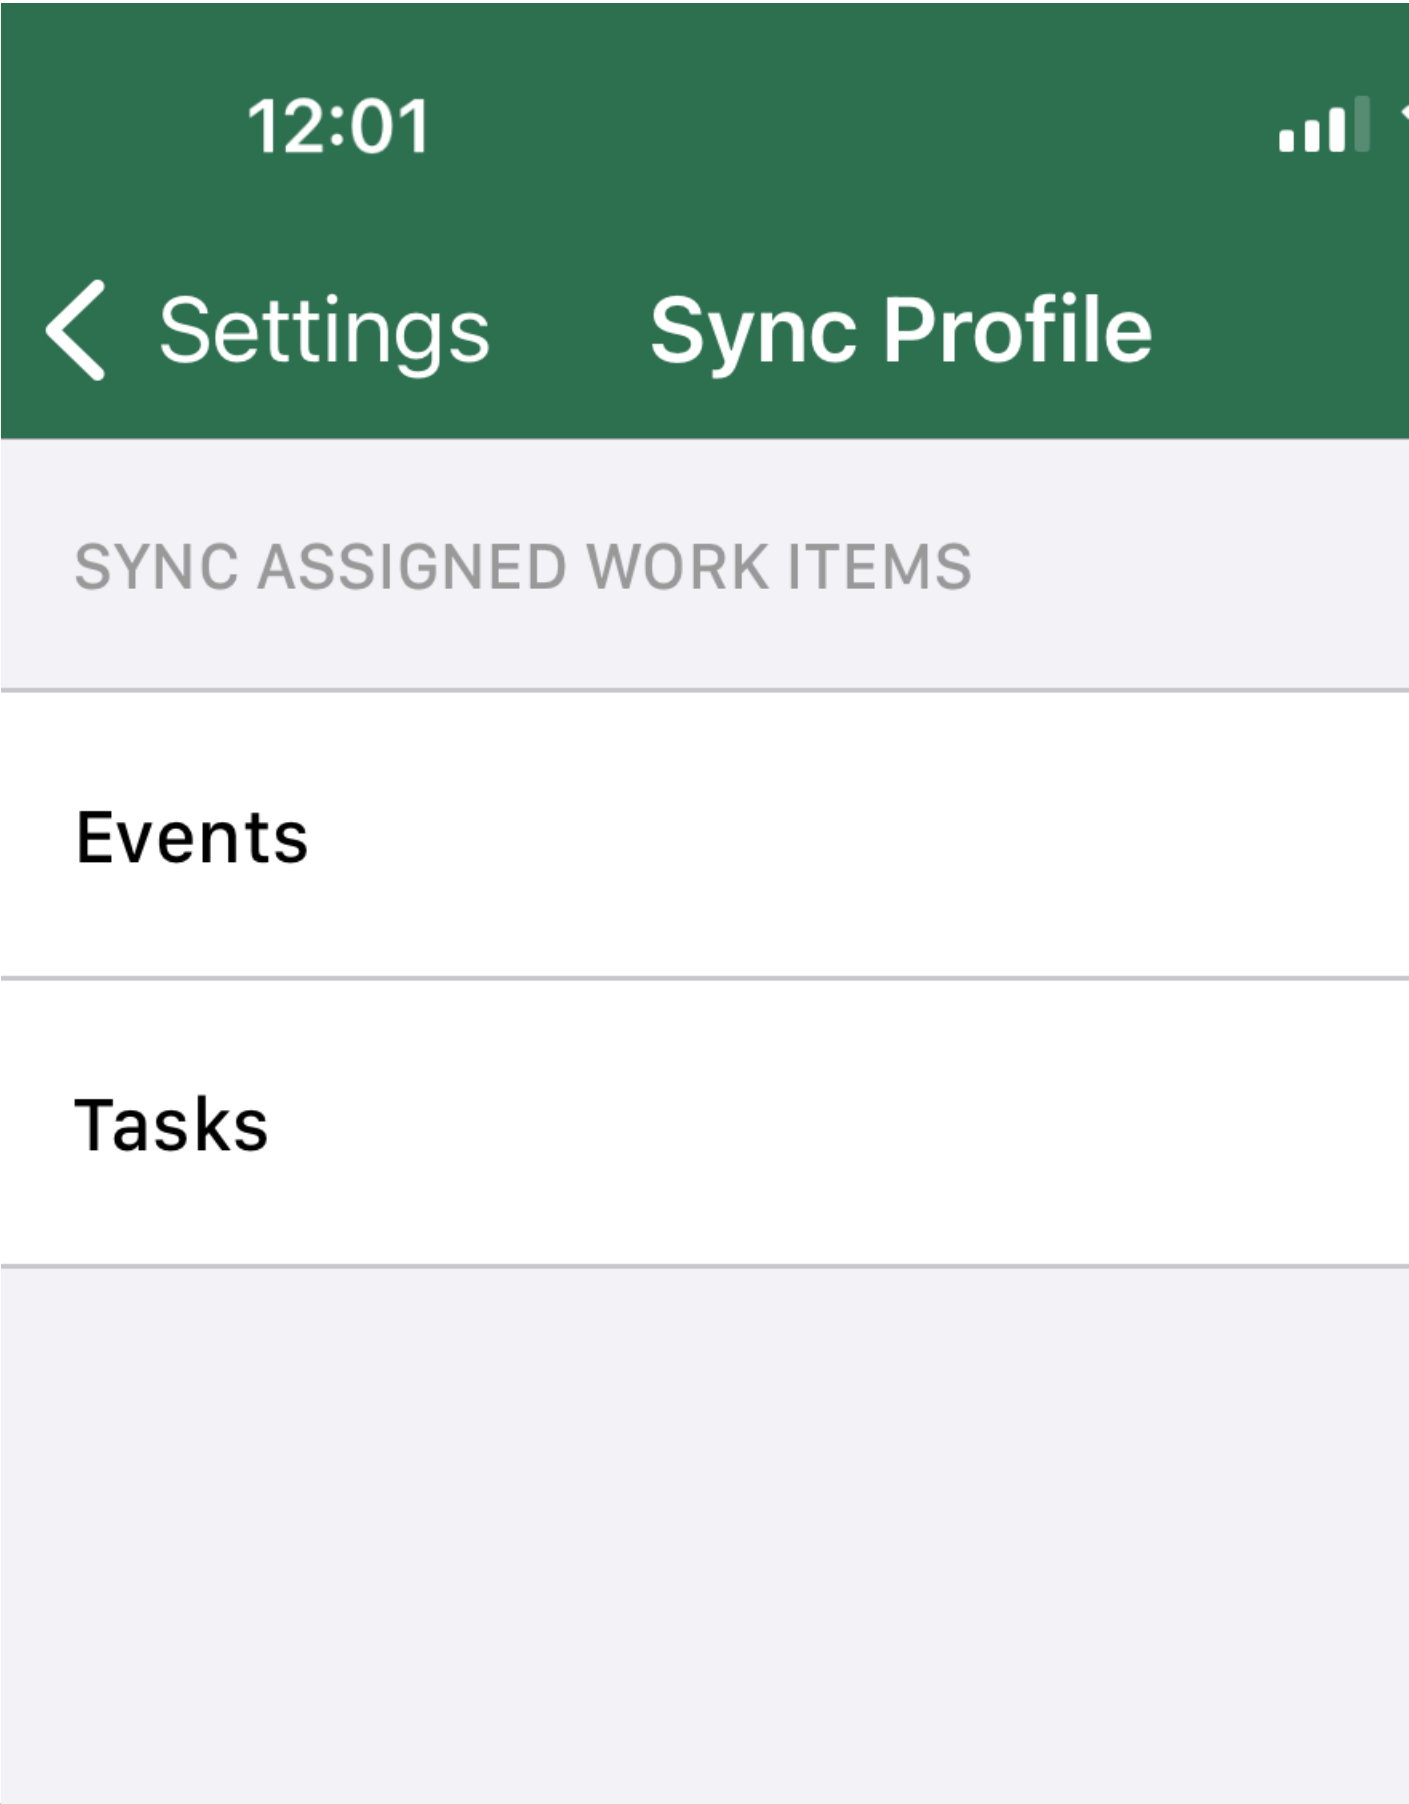 12:01
Settings
Sync Profile
SYNC ASSIGNED WORK ITEMS
Events
Tasks